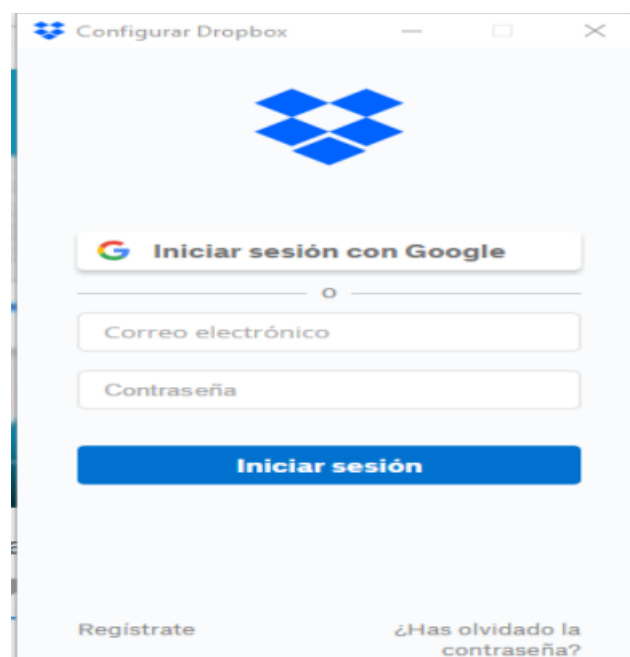 Configurar Dropbox
Iniciar sesión con Google
o
Correo electrónico
Contraseña
Iniciar sesión
Regístrate
¿Has olvidado la
contraseña?